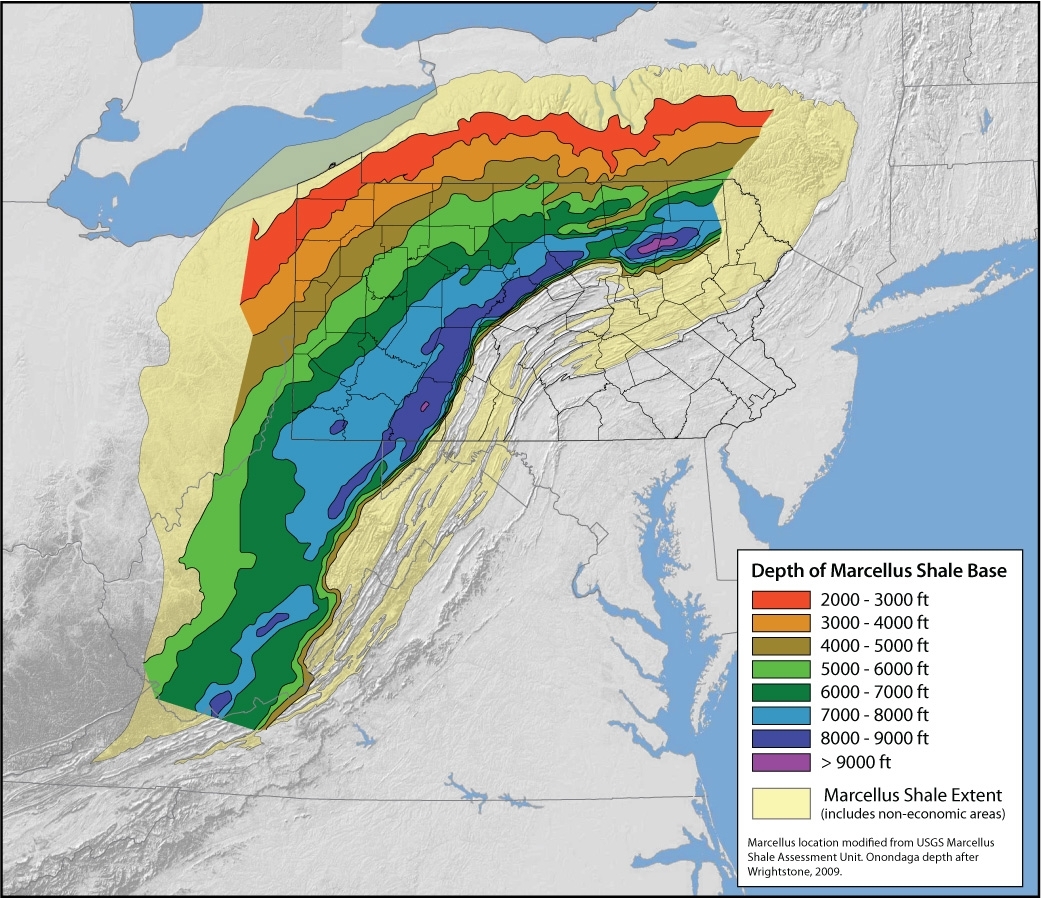 Depth of Marcellus Shale Base
2000 - 3000 ft
3000 - 4000 ft
4000 - 5000 ft
5000 - 6000 ft
6000 - 7000 ft
7000 - 8000 ft
8000 - 9000 ft
> 9000 ft
Marcellus Shale Extent
(includes non-economic areas)
Marcellus location modified from USGS Marcellus
Shale Assessment Unit. Onondaga depth after
Wrightstone, 2009.